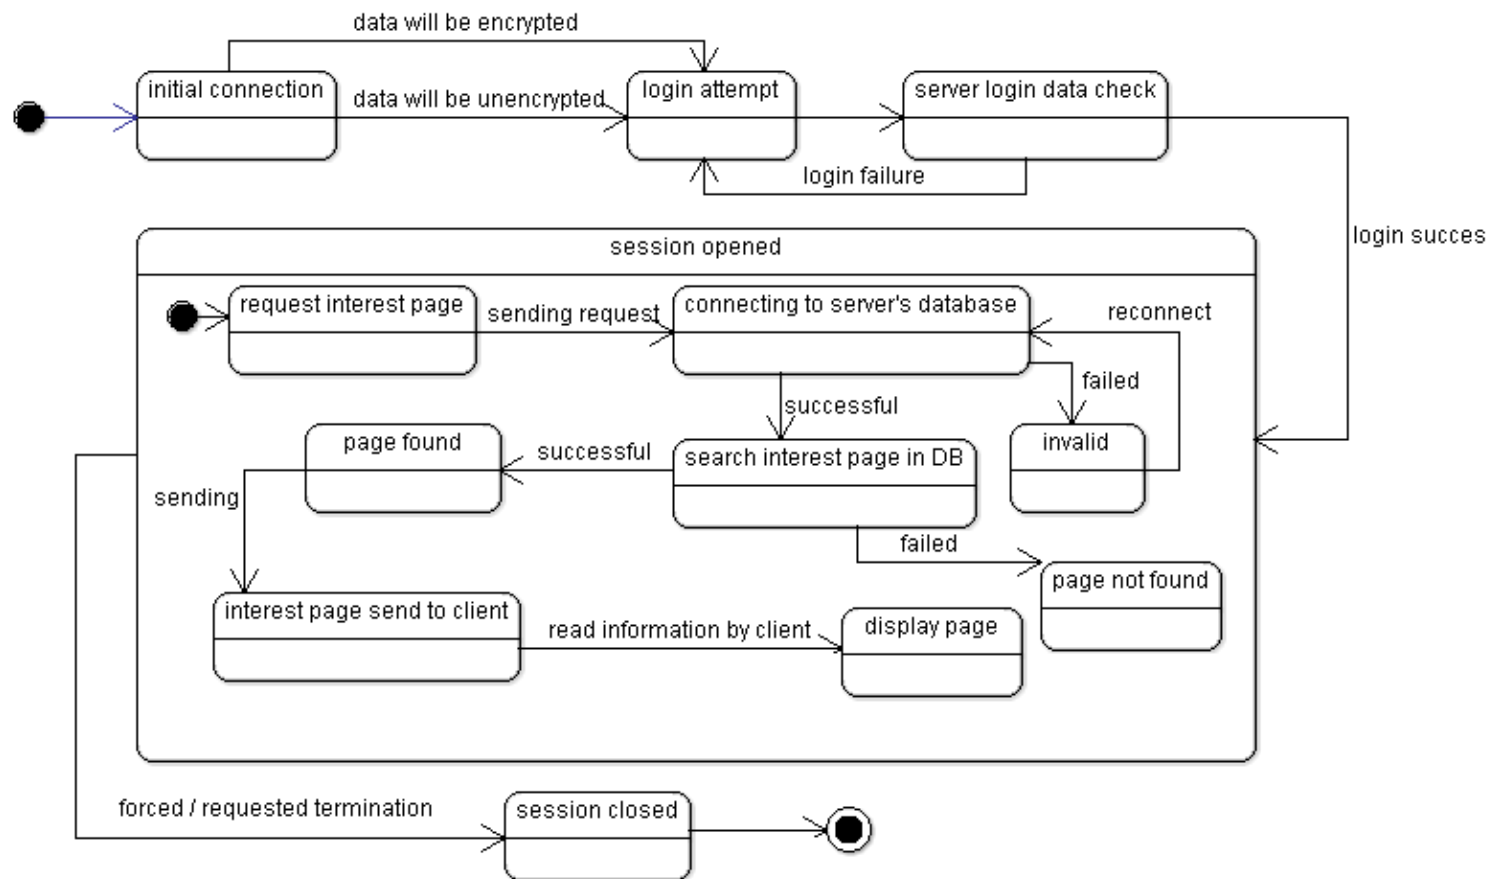 data will be encrypted
initial connection
data will be unencrypted
login attempt
server login data check
login failure
login succes
session opened
request interest page
sending request
connecting to server's database
reconnect
failed
successful
page found
successful
search interest page in DB
invalid
sending
failed
page not found
interest page send to client
read information by client
display page
forced / requested termination
session closed